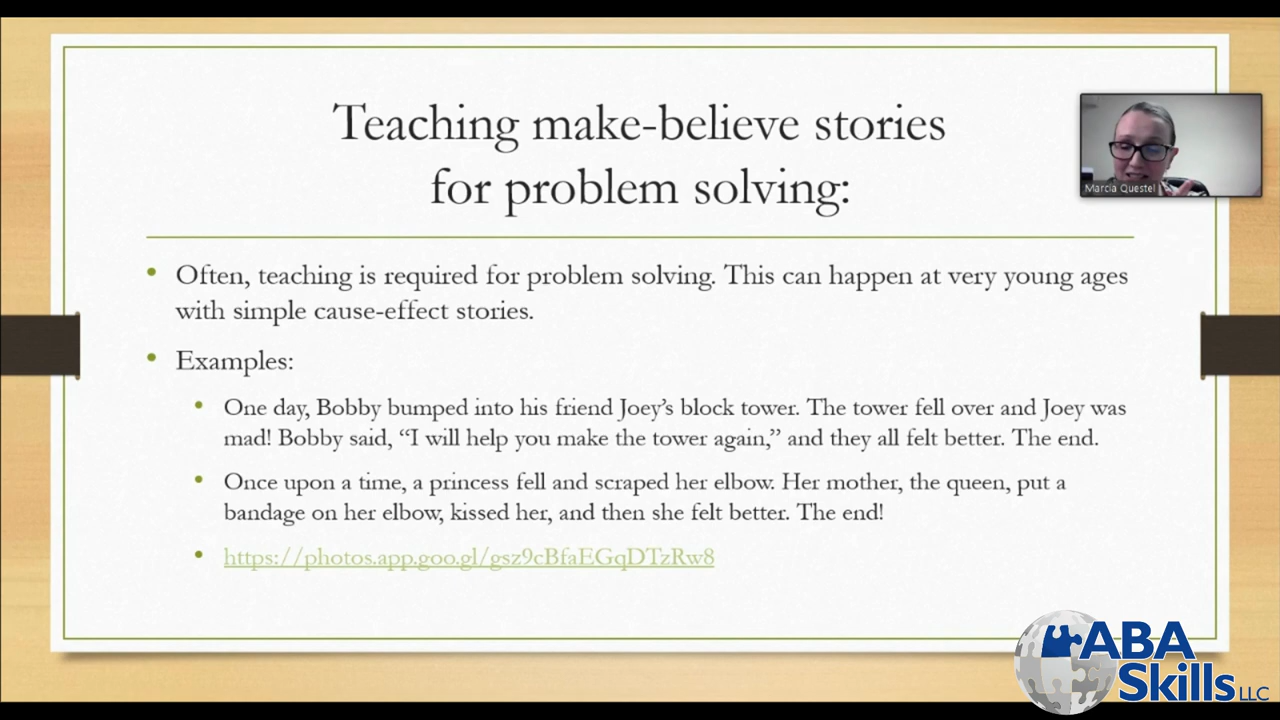 Teaching make-believe stories
for problem solving:
Marcia Questel
• Often, teaching is required for problem solving. This can happen at very young ages
with simple cause-effect stories.
• Examples:
• One day, Bobby bumped into his friend Joey’s block tower. The tower fell over and Joey was
mad! Bobby said, “I will help you make the tower again,” and they all felt better. The end.
• Once upon a time, a princess fell and scraped her elbow. Her mother, the queen, put a
bandage on her elbow, kissed her, and then she felt better. The end!
• https://photos.app.goo.gl/gsz9cBfaEGqDTzRw8
ABA
Skills LLC